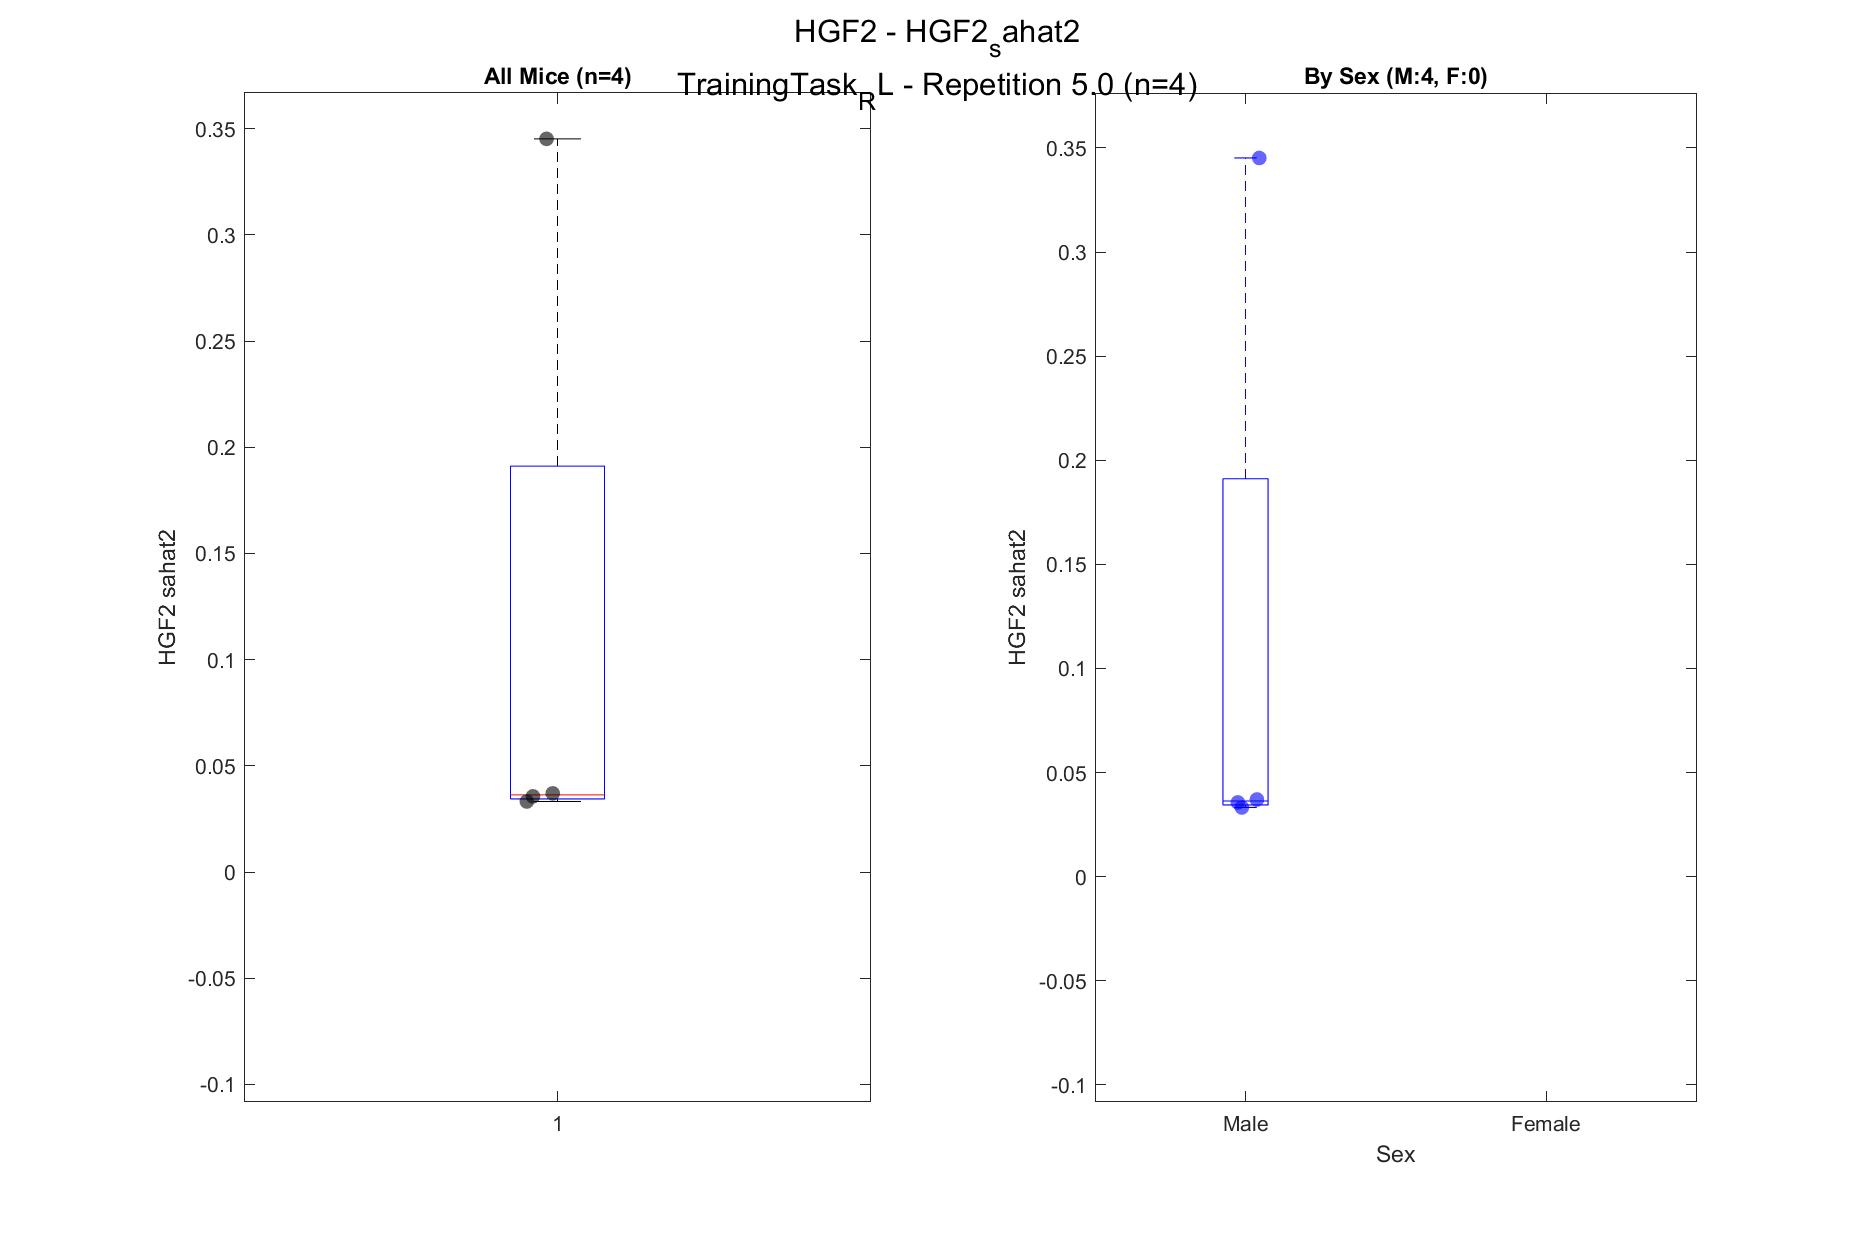 HGF2 - HGF2sahat2
TrainingTaskRL - Repetition 5.0 (n=4)
All Mice (n=4)
0.35
0.3
0.25
0.2
0.15
0.1
0.05
0
-0.05
-0.1
HGF2 sahat2
1
By Sex (M:4, F:0)
0.35
0.3
0.25
0.2
0.15
0.1
0.05
0
-0.05
-0.1
HGF2 sahat2
Male Female
Sex